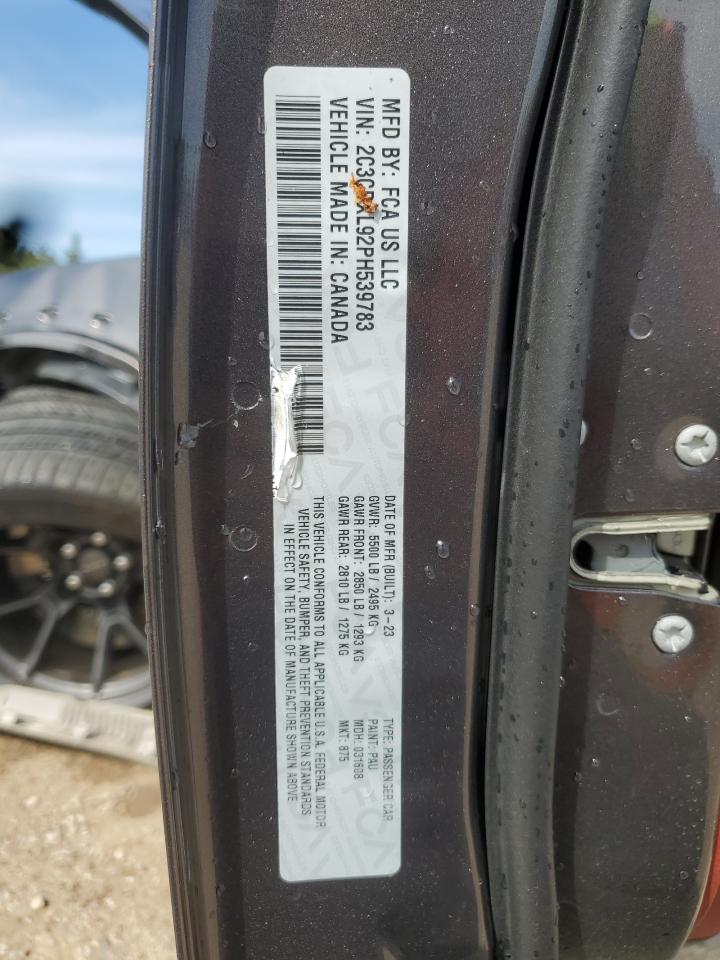 MFD BY: FCA US LLC
VIN: 2C3CDXL92PH539783
VEHICLE MADE IN: CANADA
DATE OF MFR (BUILT): 3-23
GVWR: 5500 LB / 2495 KG
GAWR FRONT: 2850 LB / 1293 KG
GAWR REAR: 2810 LB / 1275 KG
TYPE: PASSENGER CAR
PAINT: PAU
MDH: 031608
MKT: 875
THIS VEHICLE CONFORMS TO ALL APPLICABLE U.S.A. FEDERAL MOTOR
VEHICLE SAFETY, BUMPER, AND THEFT PREVENTION STANDARDS
IN EFFECT ON THE DATE OF MANUFACTURE SHOWN ABOVE.